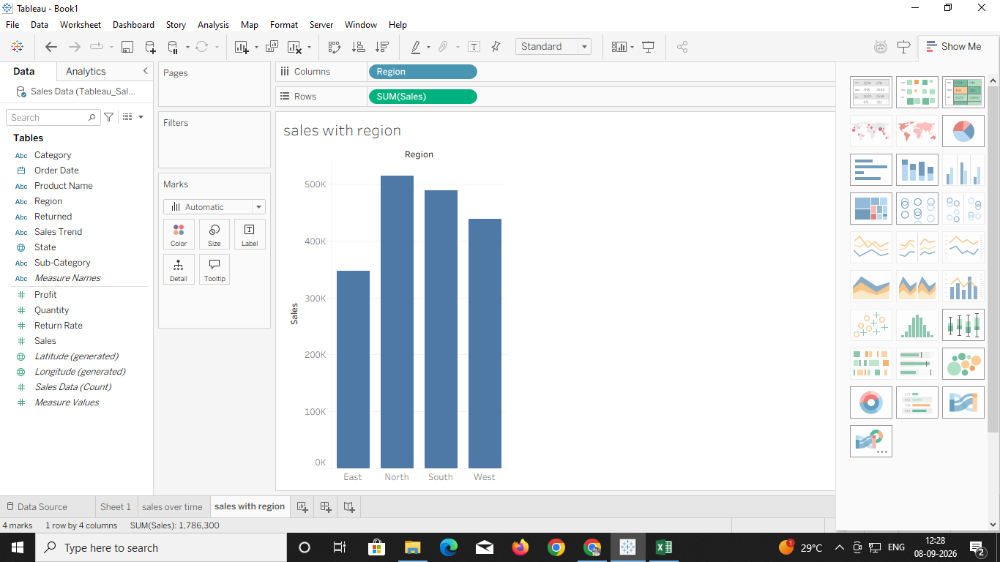 Tableau - Book1
File Data Worksheet Dashboard Story Analysis Map Format Server Window Help
Standard
Show Me
Data Analytics
Sales Data (Tableau_Sal...
Search
Tables
Abc Category
Order Date
Abc Product Name
Abc Region
Abc Returned
Abc Sales Trend
State
Abc Sub-Category
Abc Measure Names
Profit
Quantity
Return Rate
Sales
Latitude (generated)
Longitude (generated)
Sales Data (Count)
Measure Values
Pages
Filters
Marks
Automatic
Color Size Label
Detail Tooltip
Columns Region
Rows SUM(Sales)
sales with region
Region
500K
400K
300K
200K
100K
0K
Sales
East North South West
Data Source Sheet 1 sales over time sales with region
4 marks 1 row by 4 columns SUM(Sales): 1,786,300
Type here to search
1 29°C ENG 12:28
08-09-2026 2